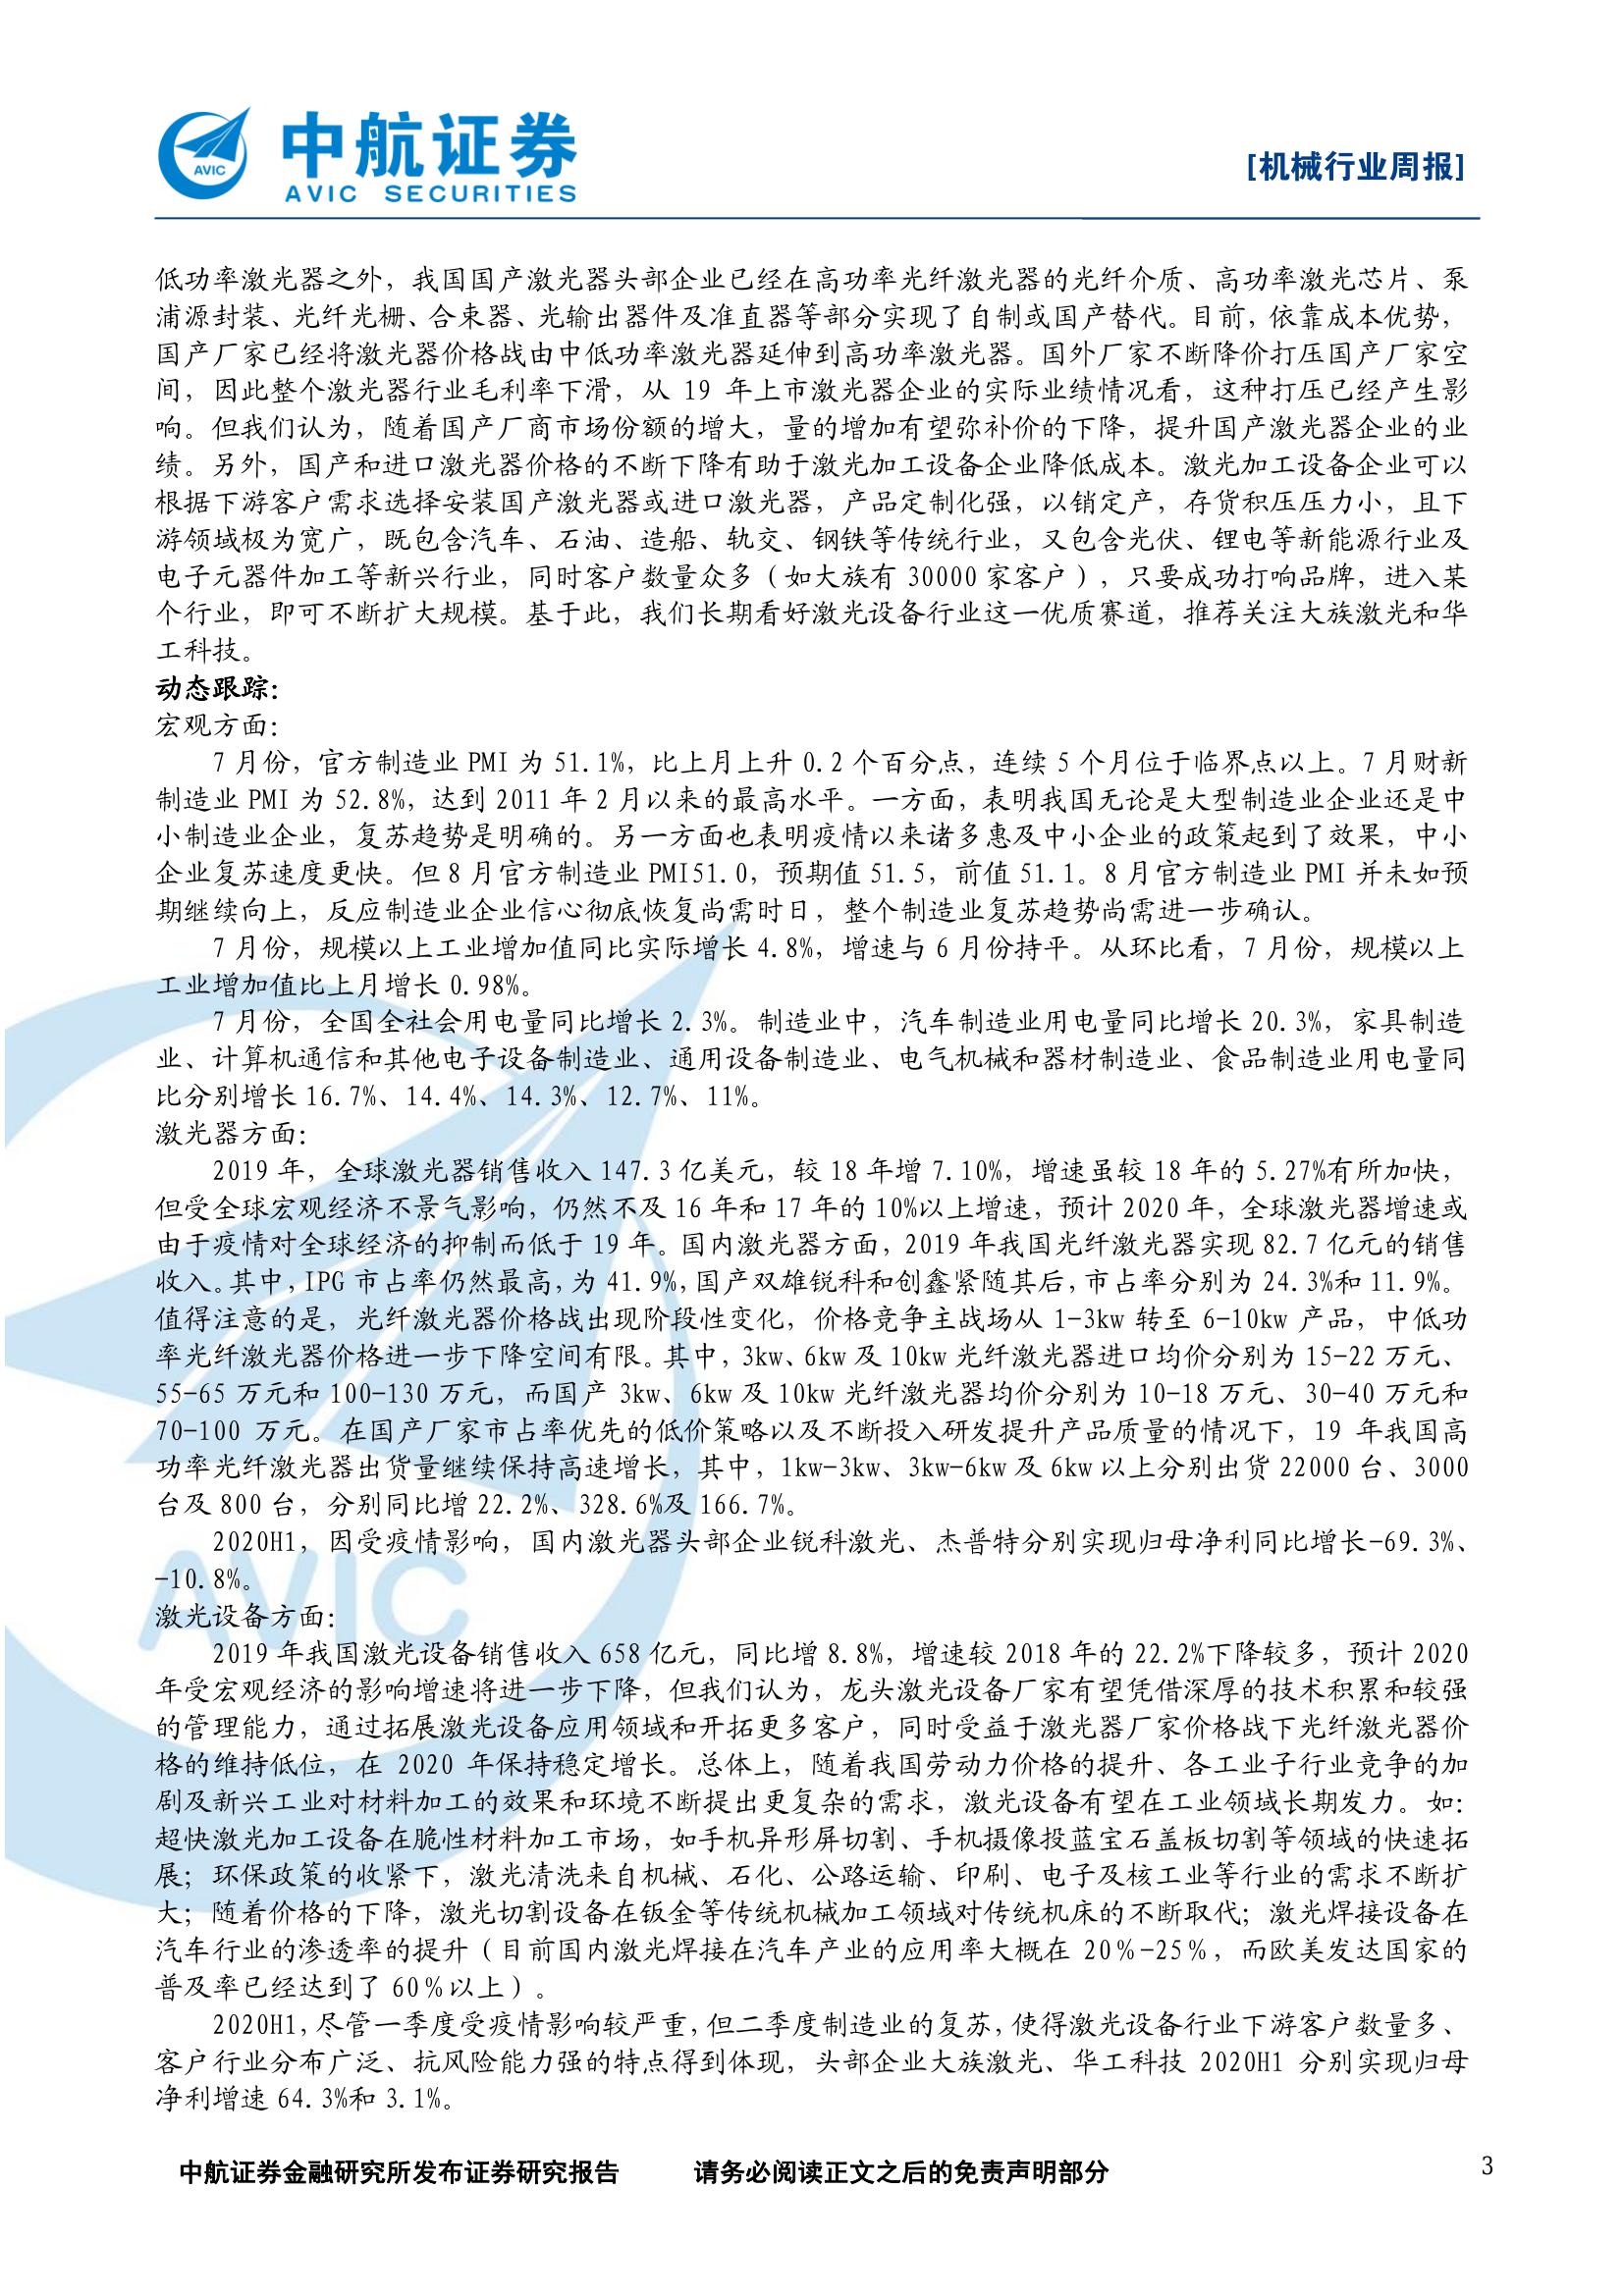 中航证券
AVIC SECURITIES
AVIC
[机械行业周报]
低功率激光器之外，我国国产激光器头部企业已经在高功率光纤激光器的光纤介质、高功率激光芯片、泵
浦源封装、光纤光栅、合束器、光输出器件及准直器等部分实现了自制或国产替代。目前，依靠成本优势，
国产厂家已经将激光器价格战由中低功率激光器延伸到高功率激光器。国外厂家不断降价打压国产厂家空
间，因此整个激光器行业毛利率下滑，从 19 年上市激光器企业的实际业绩情况看，这种打压已经产生影
响。但我们认为，随着国产厂商市场份额的增大，量的增加有望弥补价的下降，提升国产激光器企业的业
绩。另外，国产和进口激光器价格的不断下降有助于激光加工设备企业降低成本。激光加工设备企业可以
根据下游客户需求选择安装国产激光器或进口激光器，产品定制化强，以销定产，存货积压压力小，且下
游领域极为宽广，既包含汽车、石油、造船、轨交、钢铁等传统行业，又包含光伏、锂电等新能源行业及
电子元器件加工等新兴行业，同时客户数量众多（如大族有 30000 家客户），只要成功打响品牌，进入某
个行业，即可不断扩大规模。基于此，我们长期看好激光设备行业这一优质赛道，推荐关注大族激光和华
工科技。
动态跟踪：
宏观方面：
7 月份，官方制造业 PMI 为 51.1%，比上月上升 0.2 个百分点，连续 5 个月位于临界点以上。7 月财新
制造业 PMI 为 52.8%，达到 2011 年 2 月以来的最高水平。一方面，表明我国无论是大型制造业企业还是中
小制造业企业，复苏趋势是明确的。另一方面也表明疫情以来诸多惠及中小企业的政策起到了效果，中小
企业复苏速度更快。但 8 月官方制造业 PMI51.0，预期值 51.5，前值 51.1。8 月官方制造业 PMI 并未如预
期继续向上，反应制造业企业信心彻底恢复尚需时日，整个制造业复苏趋势尚需进一步确认。
7 月份，规模以上工业增加值同比实际增长 4.8%，增速与 6 月份持平。从环比看，7 月份，规模以上
工业增加值比上月增长 0.98%。
7 月份，全国全社会用电量同比增长 2.3%。制造业中，汽车制造业用电量同比增长 20.3%，家具制造
业、计算机通信和其他电子设备制造业、通用设备制造业、电气机械和器材制造业、食品制造业用电量同
比分别增长 16.7%、14.4%、14.3%、12.7%、11%。
激光器方面：
2019 年，全球激光器销售收入 147.3 亿美元，较 18 年增 7.10%，增速虽较 18 年的 5.27%有所加快，
但受全球宏观经济不景气影响，仍然不及 16 年和 17 年的 10%以上增速，预计 2020 年，全球激光器增速或
由于疫情对全球经济的抑制而低于 19 年。国内激光器方面，2019 年我国光纤激光器实现 82.7 亿元的销售
收入。其中，IPG 市占率仍然最高，为 41.9%，国产双雄锐科和创鑫紧随其后，市占率分别为 24.3%和 11.9%。
值得注意的是，光纤激光器价格战出现阶段性变化，价格竞争主战场从 1-3kw 转至 6-10kw 产品，中低功
率光纤激光器价格进一步下降空间有限。其中，3kw、6kw 及 10kw 光纤激光器进口均价分别为 15-22 万元、
55-65 万元和 100-130 万元，而国产 3kw、6kw 及 10kw 光纤激光器均价分别为 10-18 万元、30-40 万元和
70-100 万元。在国产厂家市占率优先的低价策略以及不断投入研发提升产品质量的情况下，19 年我国高
功率光纤激光器出货量继续保持高速增长，其中，1kw-3kw、3kw-6kw 及 6kw 以上分别出货 22000 台、3000
台及 800 台，分别同比增 22.2%、328.6%及 166.7%。
2020H1，因受疫情影响，国内激光器头部企业锐科激光、杰普特分别实现归母净利同比增长-69.3%、
-10.8%。
激光设备方面：
2019 年我国激光设备销售收入 658 亿元，同比增 8.8%，增速较 2018 年的 22.2%下降较多，预计 2020
年受宏观经济的影响增速将进一步下降，但我们认为，龙头激光设备厂家有望凭借深厚的技术积累和较强
的管理能力，通过拓展激光设备应用领域和开拓更多客户，同时受益于激光器厂家价格战下光纤激光器价
格的维持低位，在 2020 年保持稳定增长。总体上，随着我国劳动力价格的提升、各工业子行业竞争的加
剧及新兴工业对材料加工的效果和环境不断提出更复杂的需求，激光设备有望在工业领域长期发力。如：
超快激光加工设备在脆性材料加工市场，如手机异形屏切割、手机摄像投蓝宝石盖板切割等领域的快速拓
展；环保政策的收紧下，激光清洗来自机械、石化、公路运输、印刷、电子及核工业等行业的需求不断扩
大；随着价格的下降，激光切割设备在钣金等传统机械加工领域对传统机床的不断取代；激光焊接设备在
汽车行业的渗透率的提升（目前国内激光焊接在汽车产业的应用率大概在 20%-25%，而欧美发达国家的
普及率已经达到了 60%以上）。
2020H1，尽管一季度受疫情影响较严重，但二季度制造业的复苏，使得激光设备行业下游客户数量多、
客户行业分布广泛、抗风险能力强的特点得到体现，头部企业大族激光、华工科技 2020H1 分别实现归母
净利增速 64.3%和 3.1%。
AVIC
中航证券金融研究所发布证券研究报告 请务必阅读正文之后的免责声明部分 3